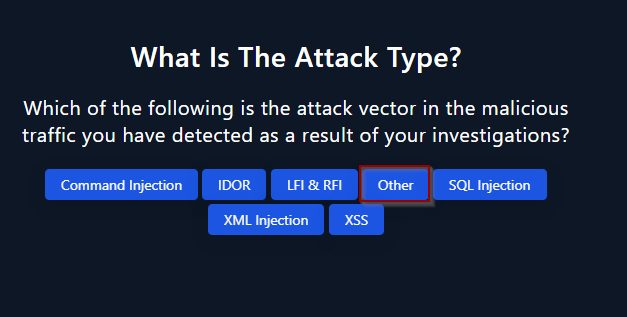 What Is The Attack Type?
Which of the following is the attack vector in the malicious
traffic you have detected as a result of your investigations?
Command Injection IDOR LFI & RFI Other SQL Injection
XML Injection XSS